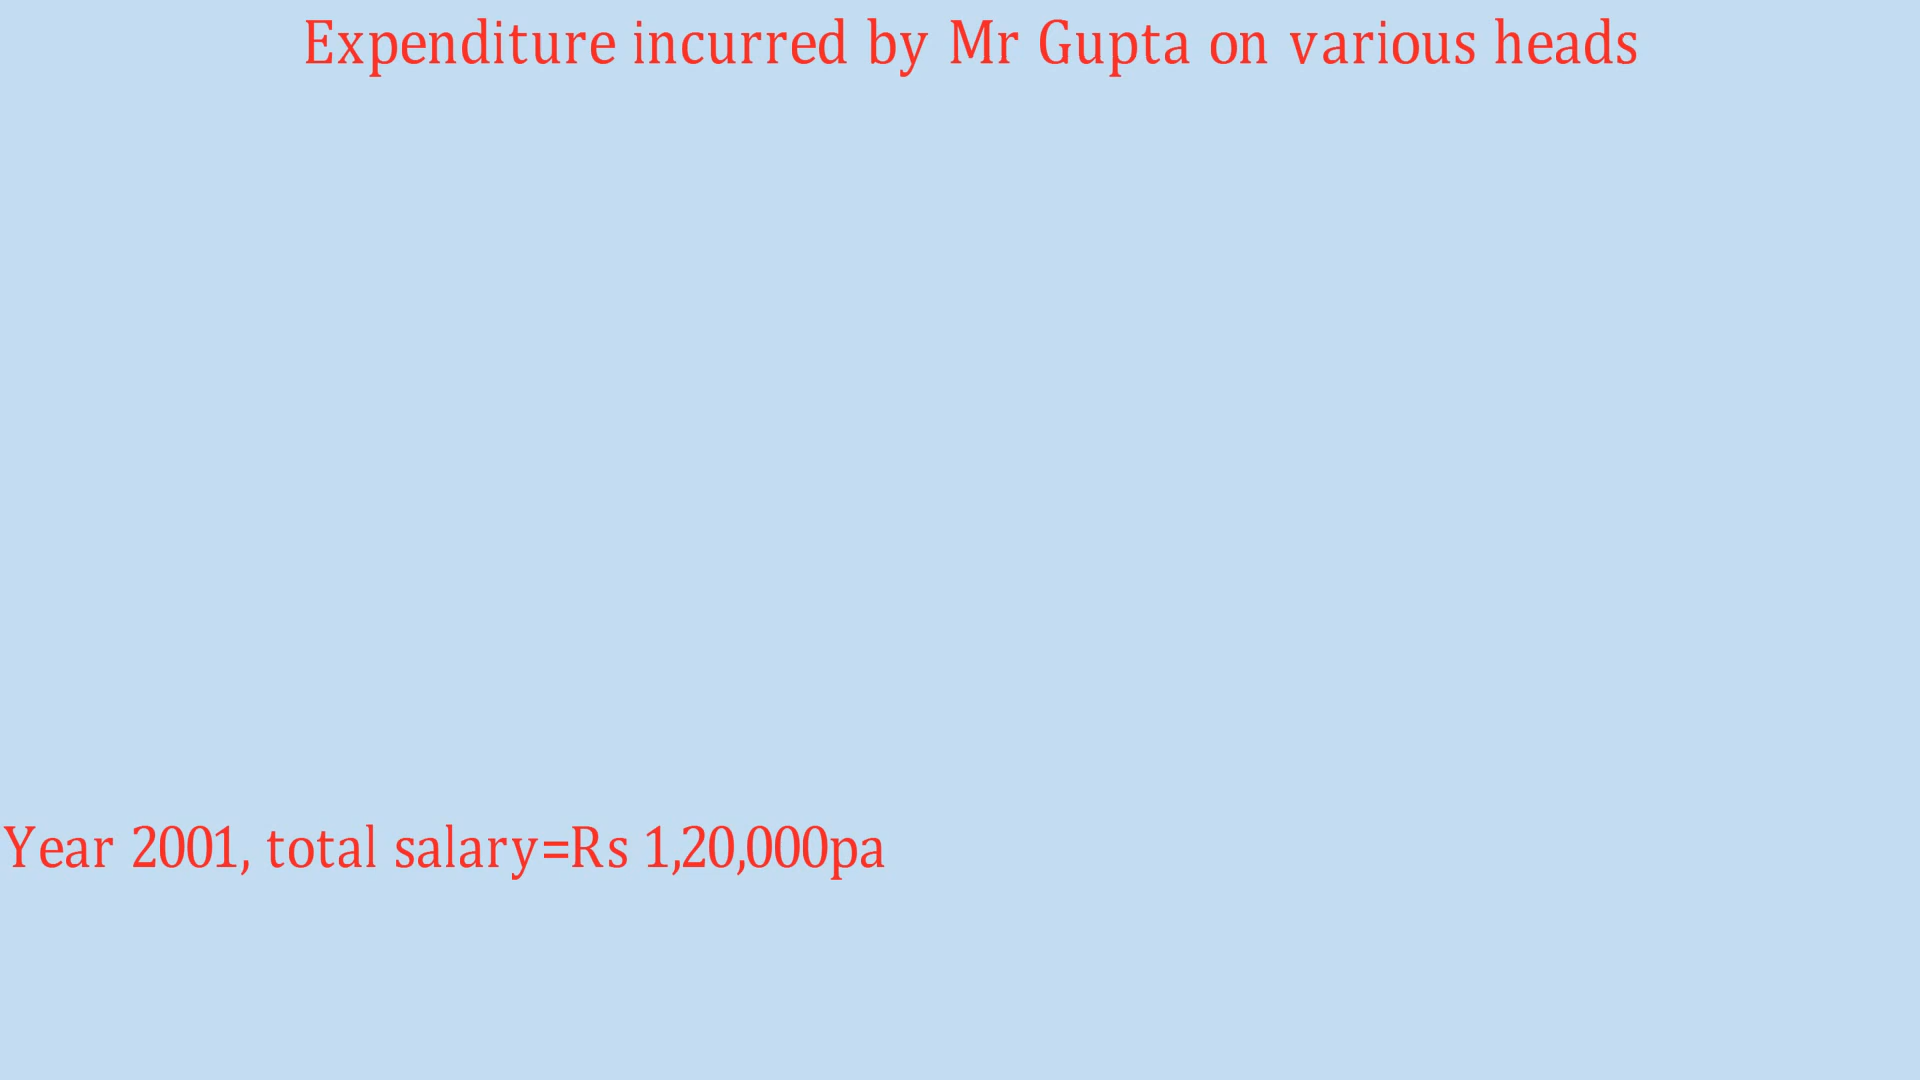 Expenditure incurred by Mr Gupta on various heads
Year 2001, total salary=Rs 1,20,000pa